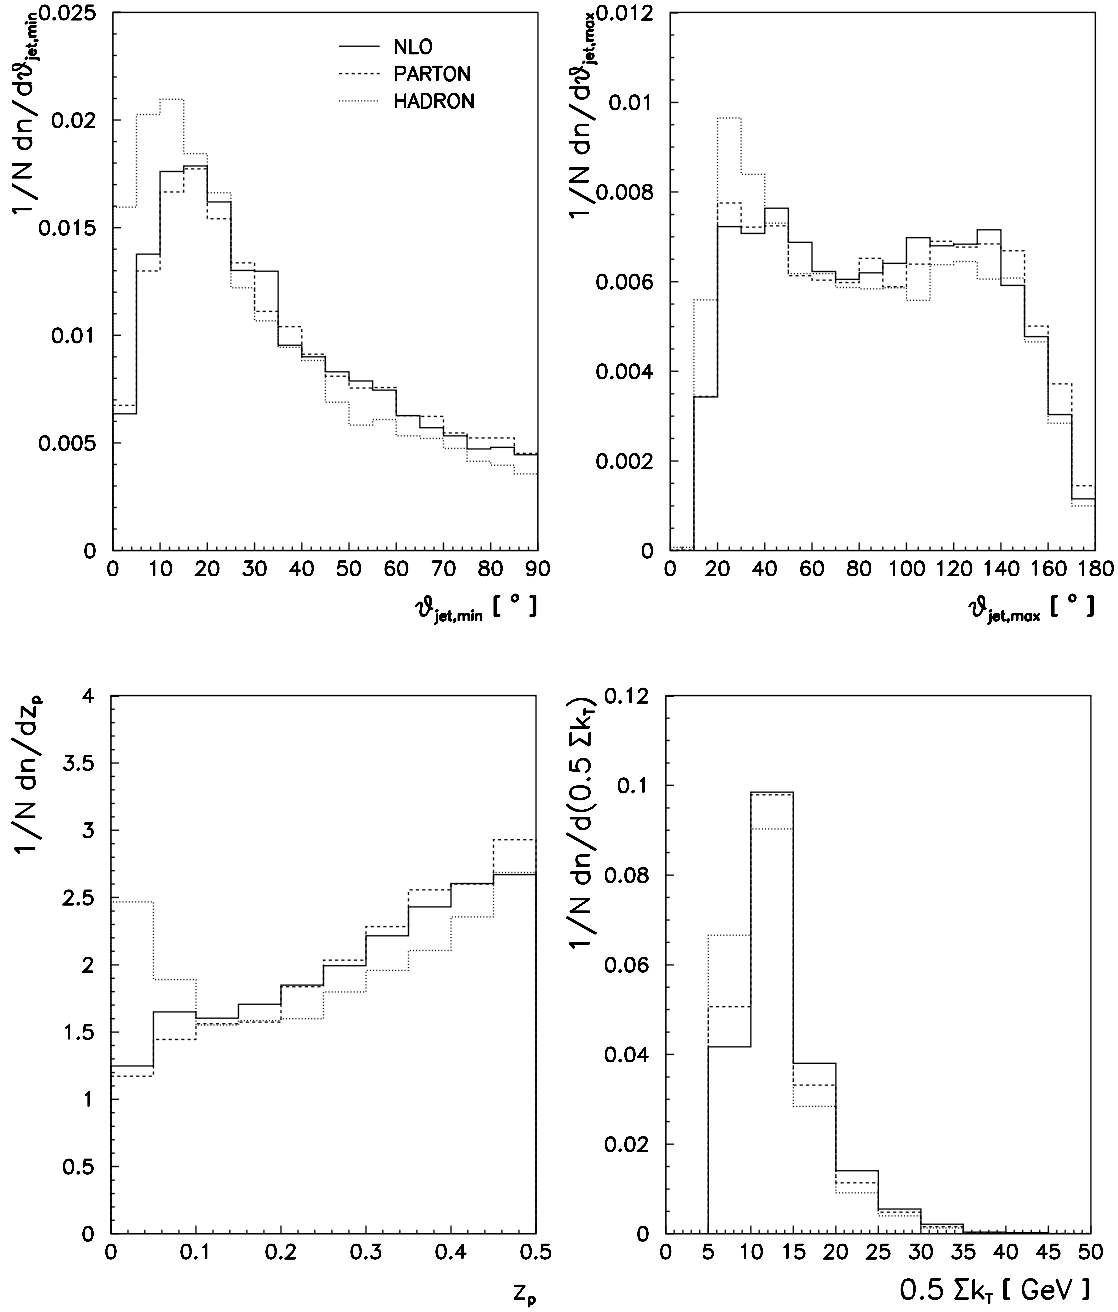 1/N dn/dϑjet,min
0.025
0.02
0.015
0.01
0.005
0
NLO
PARTON
HADRON
0 10 20 30 40 50 60 70 80 90
ϑjet,min [ ° ]
1/N dn/dϑjet,max
0.012
0.01
0.008
0.006
0.004
0.002
0
0 20 40 60 80 100 120 140 160 180
ϑjet,max [ ° ]
1/N dn/dzp
4
3.5
3
2.5
2
1.5
1
0.5
0
0 0.1 0.2 0.3 0.4 0.5
zp
1/N dn/d(0.5 ΣkT)
0.12
0.1
0.08
0.06
0.04
0.02
0
0 5 10 15 20 25 30 35 40 45 50
0.5 ΣkT [ GeV ]